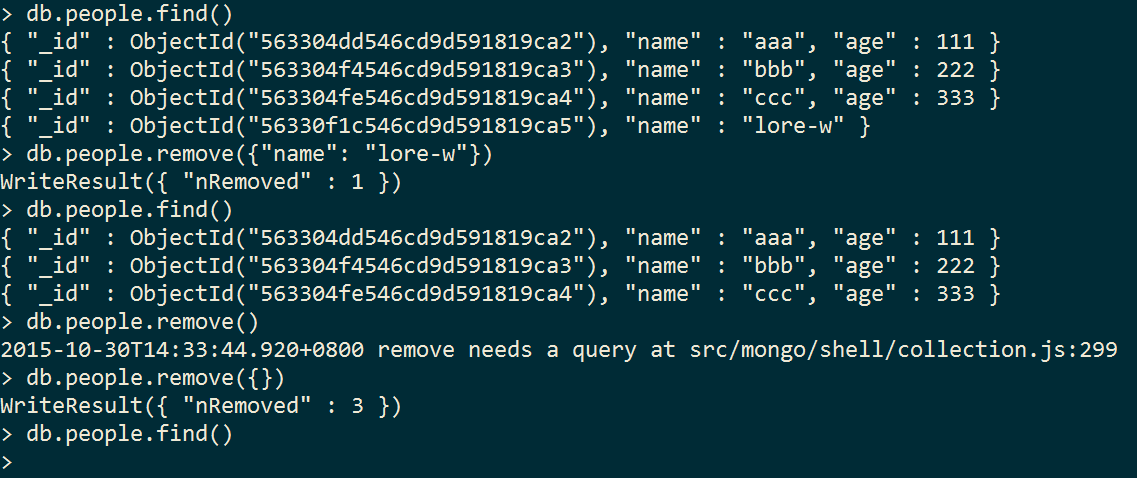 > db.people.find()
{ "_id" : ObjectId("563304dd546cd9d591819ca2"), "name" : "aaa", "age" : 111 }
{ "_id" : ObjectId("563304f4546cd9d591819ca3"), "name" : "bbb", "age" : 222 }
{ "_id" : ObjectId("563304fe546cd9d591819ca4"), "name" : "ccc", "age" : 333 }
{ "_id" : ObjectId("56330f1c546cd9d591819ca5"), "name" : "lore-w" }
> db.people.remove({"name": "lore-w"})
WriteResult({ "nRemoved" : 1 })
> db.people.find()
{ "_id" : ObjectId("563304dd546cd9d591819ca2"), "name" : "aaa", "age" : 111 }
{ "_id" : ObjectId("563304f4546cd9d591819ca3"), "name" : "bbb", "age" : 222 }
{ "_id" : ObjectId("563304fe546cd9d591819ca4"), "name" : "ccc", "age" : 333 }
> db.people.remove()
2015-10-30T14:33:44.920+0800 remove needs a query at src/mongo/shell/collection.js:299
> db.people.remove({})
WriteResult({ "nRemoved" : 3 })
> db.people.find()
>